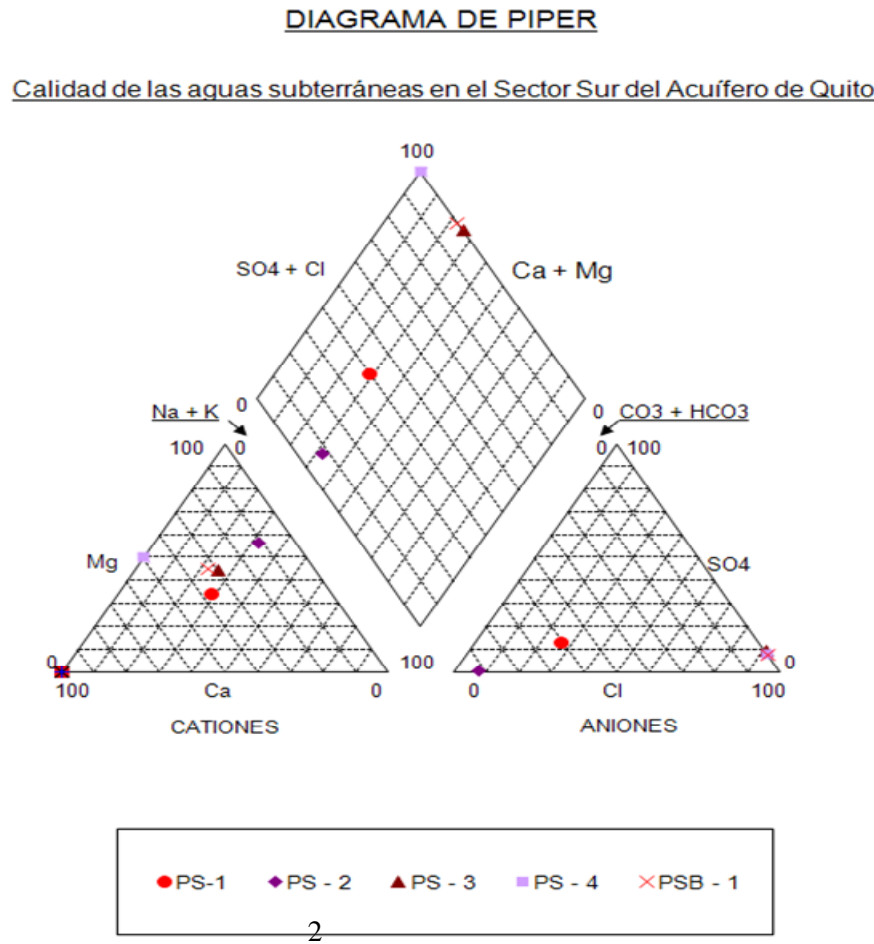 DIAGRAMA DE PIPER
Calidad de las aguas subterráneas en el Sector Sur del Acuífero de Quito
100
SO4 + Cl
Ca + Mg
0
0
Na + K
CO3 + HCO3
100 0
0 100
Mg
SO4
0
100
0
100
Ca
0
0
Cl
100
CATIONES
ANIONES
PS-1 PS - 2 PS - 3 PS - 4 PSB - 1
2